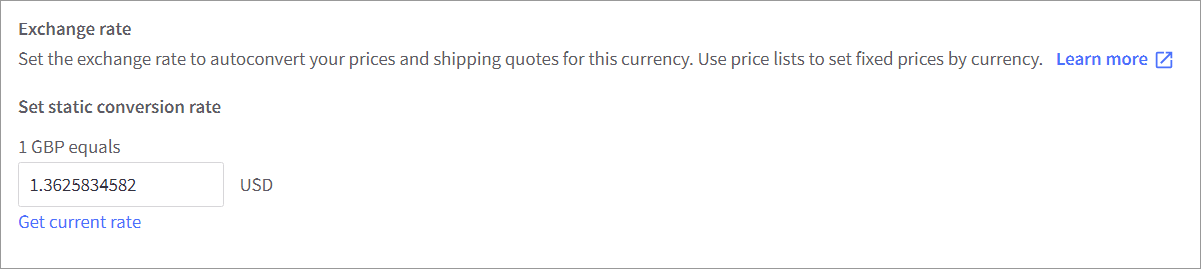 Exchange rate
Set the exchange rate to autoconvert your prices and shipping quotes for this currency. Use price lists to set fixed prices by currency. Learn more
Set static conversion rate
1 GBP equals
1.3625834582 USD
Get current rate